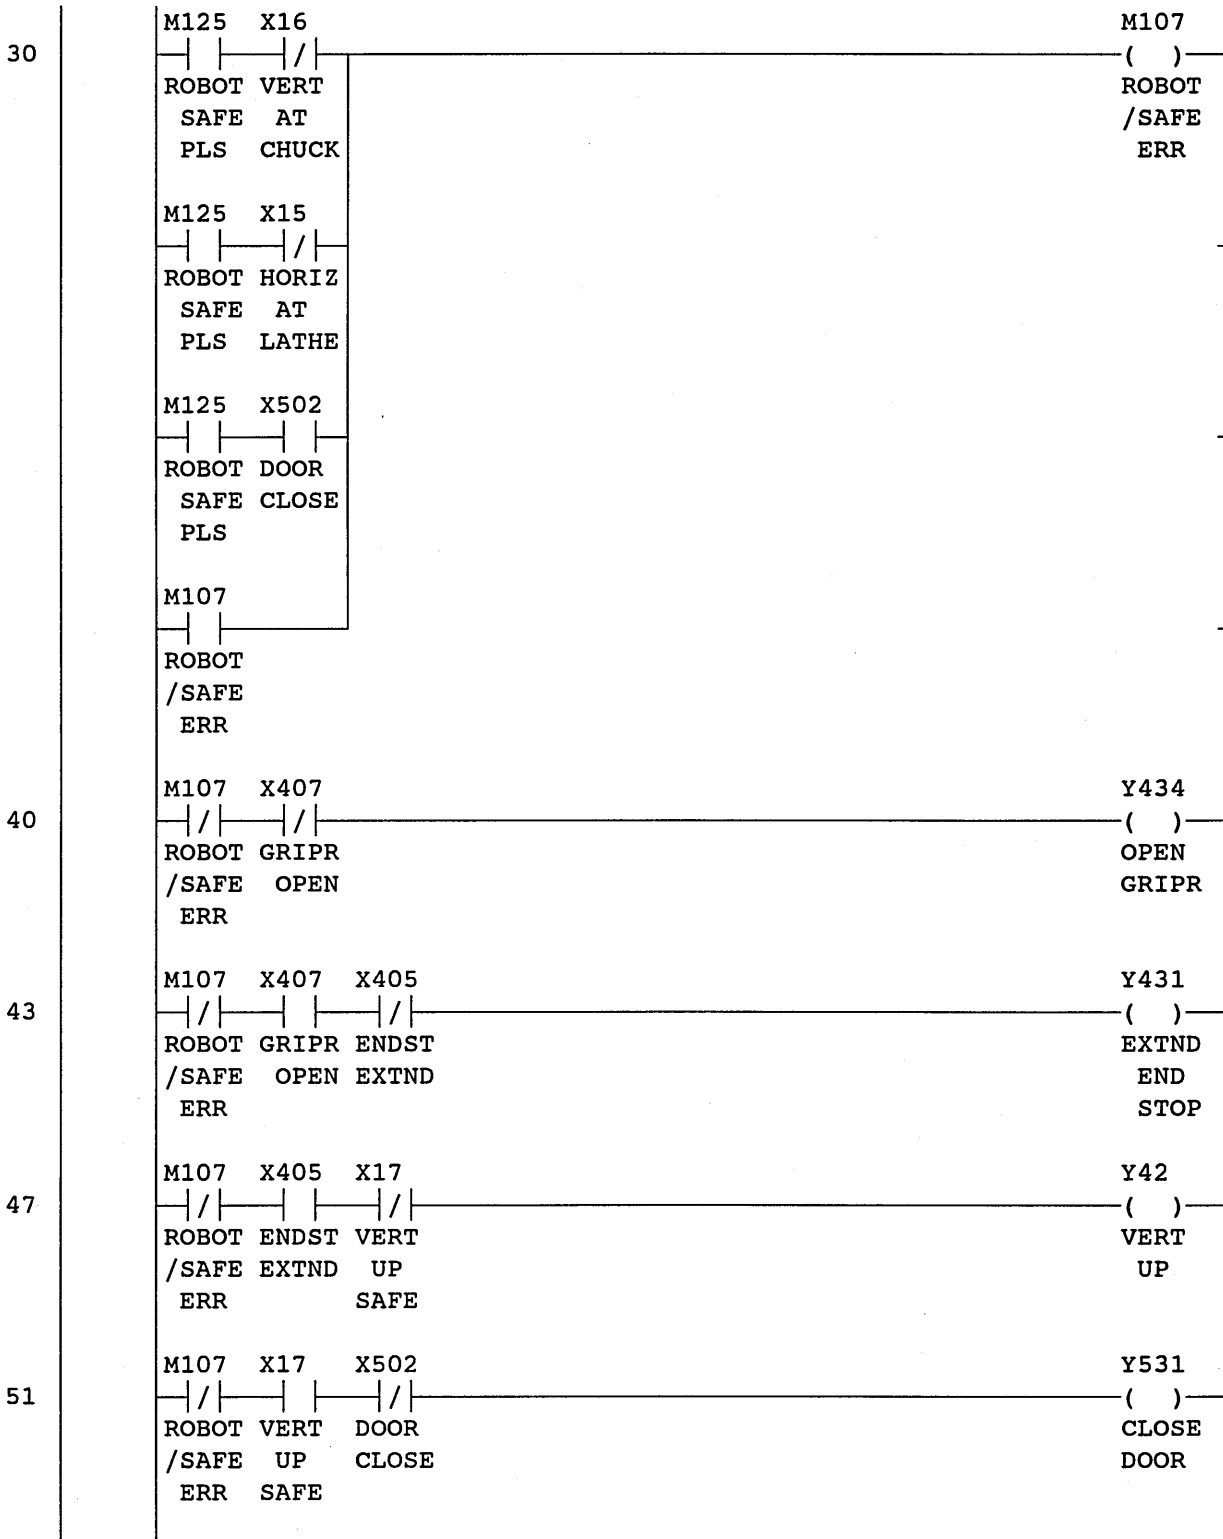 M125 X16 M107
30 ( )
ROBOT VERT ROBOT
SAFE AT /SAFE
PLS CHUCK ERR
M125 X15
ROBOT HORIZ
SAFE AT
PLS LATHE
M125 X502
ROBOT DOOR
SAFE CLOSE
PLS
M107
ROBOT
/SAFE
ERR
M107 X407 Y434
40 ( )
ROBOT GRIPR OPEN
/SAFE OPEN GRIPR
ERR
M107 X407 X405 Y431
43 ( )
ROBOT GRIPR ENDST EXTND
/SAFE OPEN EXTND END
ERR STOP
M107 X405 X17 Y42
47 ( )
ROBOT ENDST VERT VERT
/SAFE EXTND UP UP
ERR SAFE
M107 X17 X502 Y531
51 ( )
ROBOT VERT DOOR CLOSE
/SAFE UP CLOSE DOOR
ERR SAFE